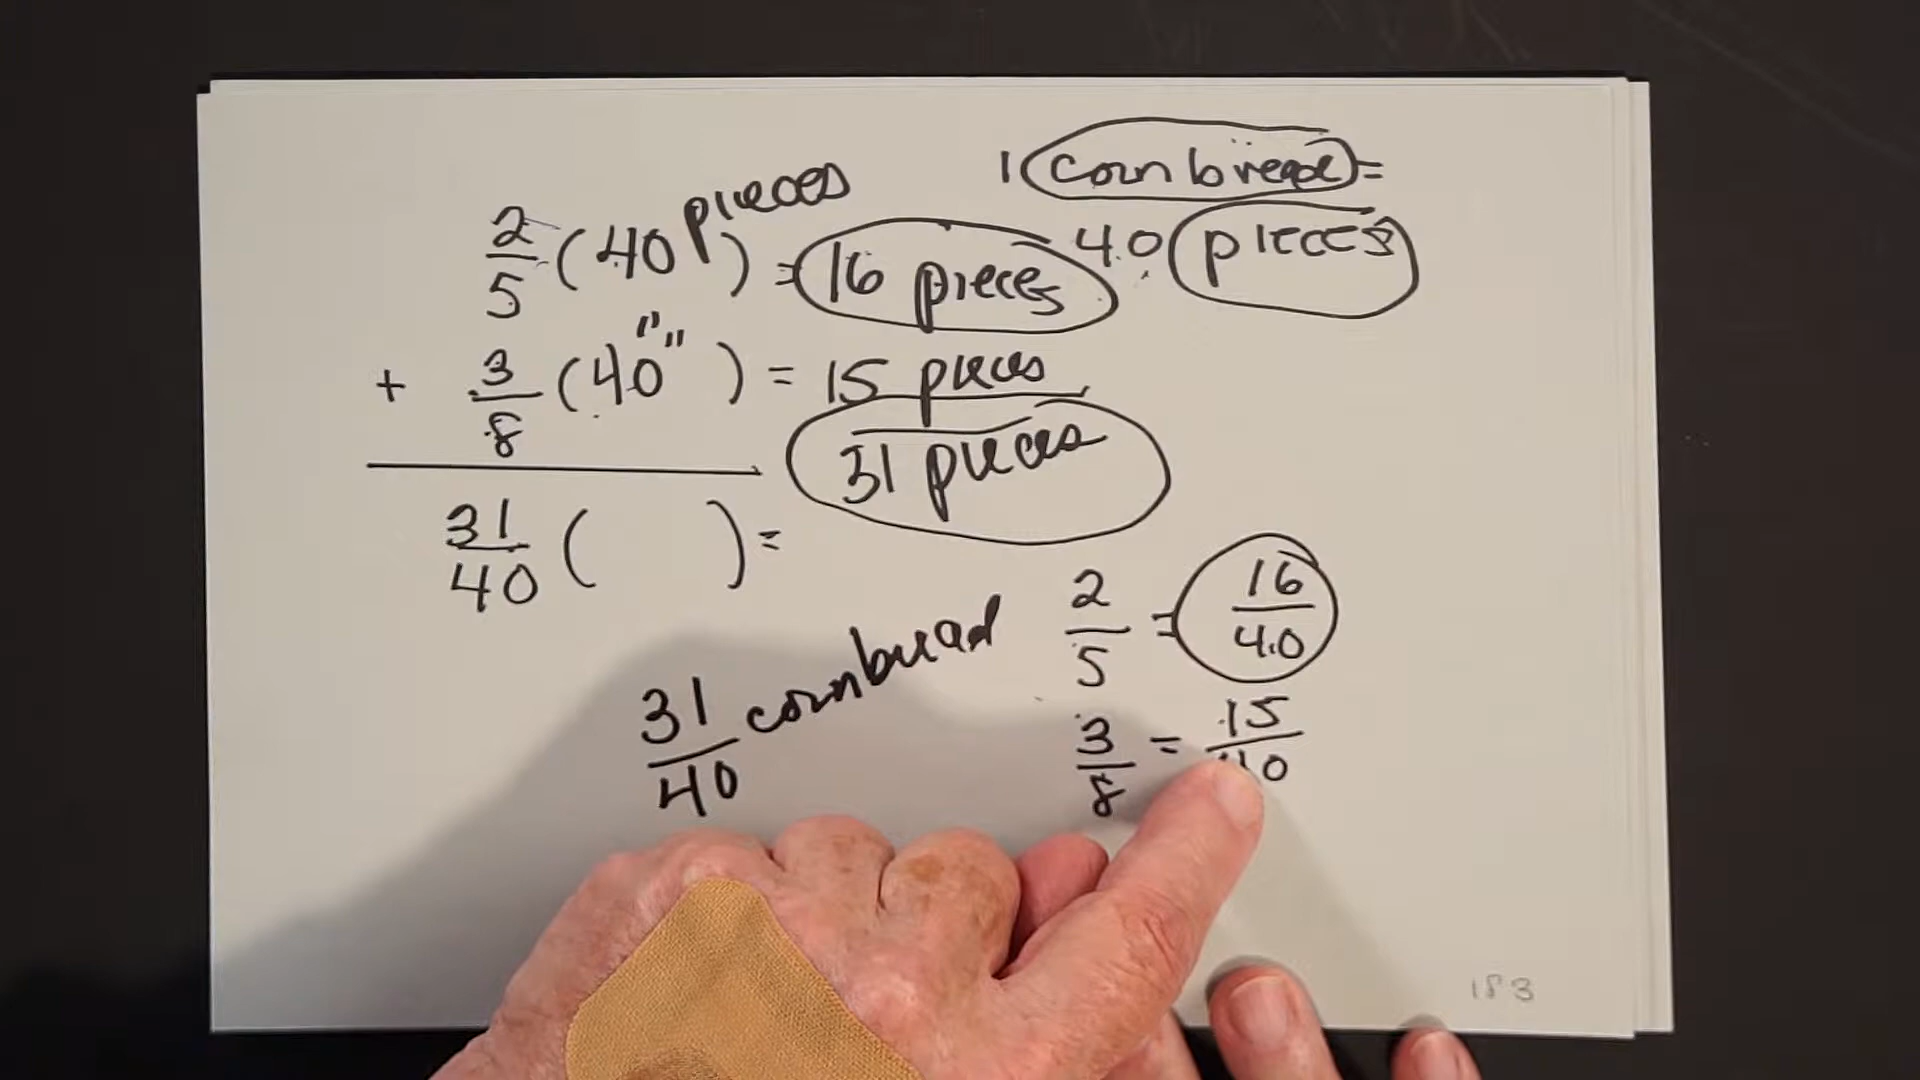 1 cornbread =
40 pieces
2/5 (40 pieces) = 16 pieces
+ 3/8 (40 " ") = 15 pieces
31 pieces
31/40 ( ) =
31/40 cornbread
2/5 = 16/40
3/8 = 15/40
183